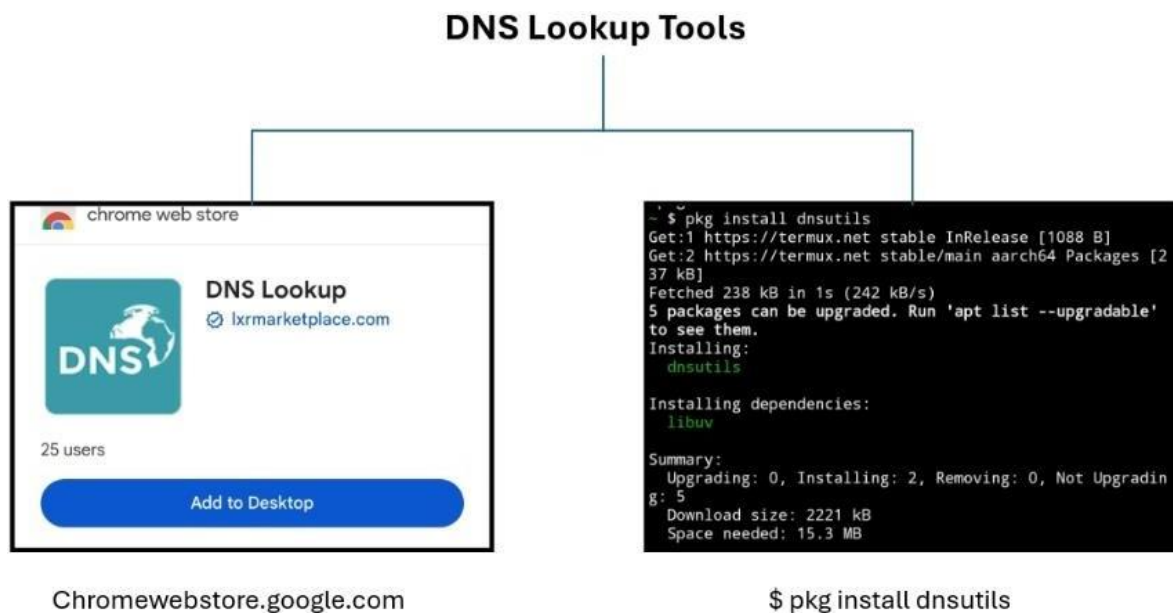 DNS Lookup Tools
chrome web store
DNS Lookup
lxrmarketplace.com
DNS
25 users
Add to Desktop
~ $ pkg install dnsutils
Get:1 https://termux.net stable InRelease [1088 B]
Get:2 https://termux.net stable/main aarch64 Packages [2
37 kB]
Fetched 238 kB in 1s (242 kB/s)
5 packages can be upgraded. Run 'apt list --upgradable'
to see them.
Installing:
dnsutils
Installing dependencies:
libuv
Summary:
Upgrading: 0, Installing: 2, Removing: 0, Not Upgradin
g: 5
Download size: 2221 kB
Space needed: 15.3 MB
Chromewebstore.google.com
$ pkg install dnsutils